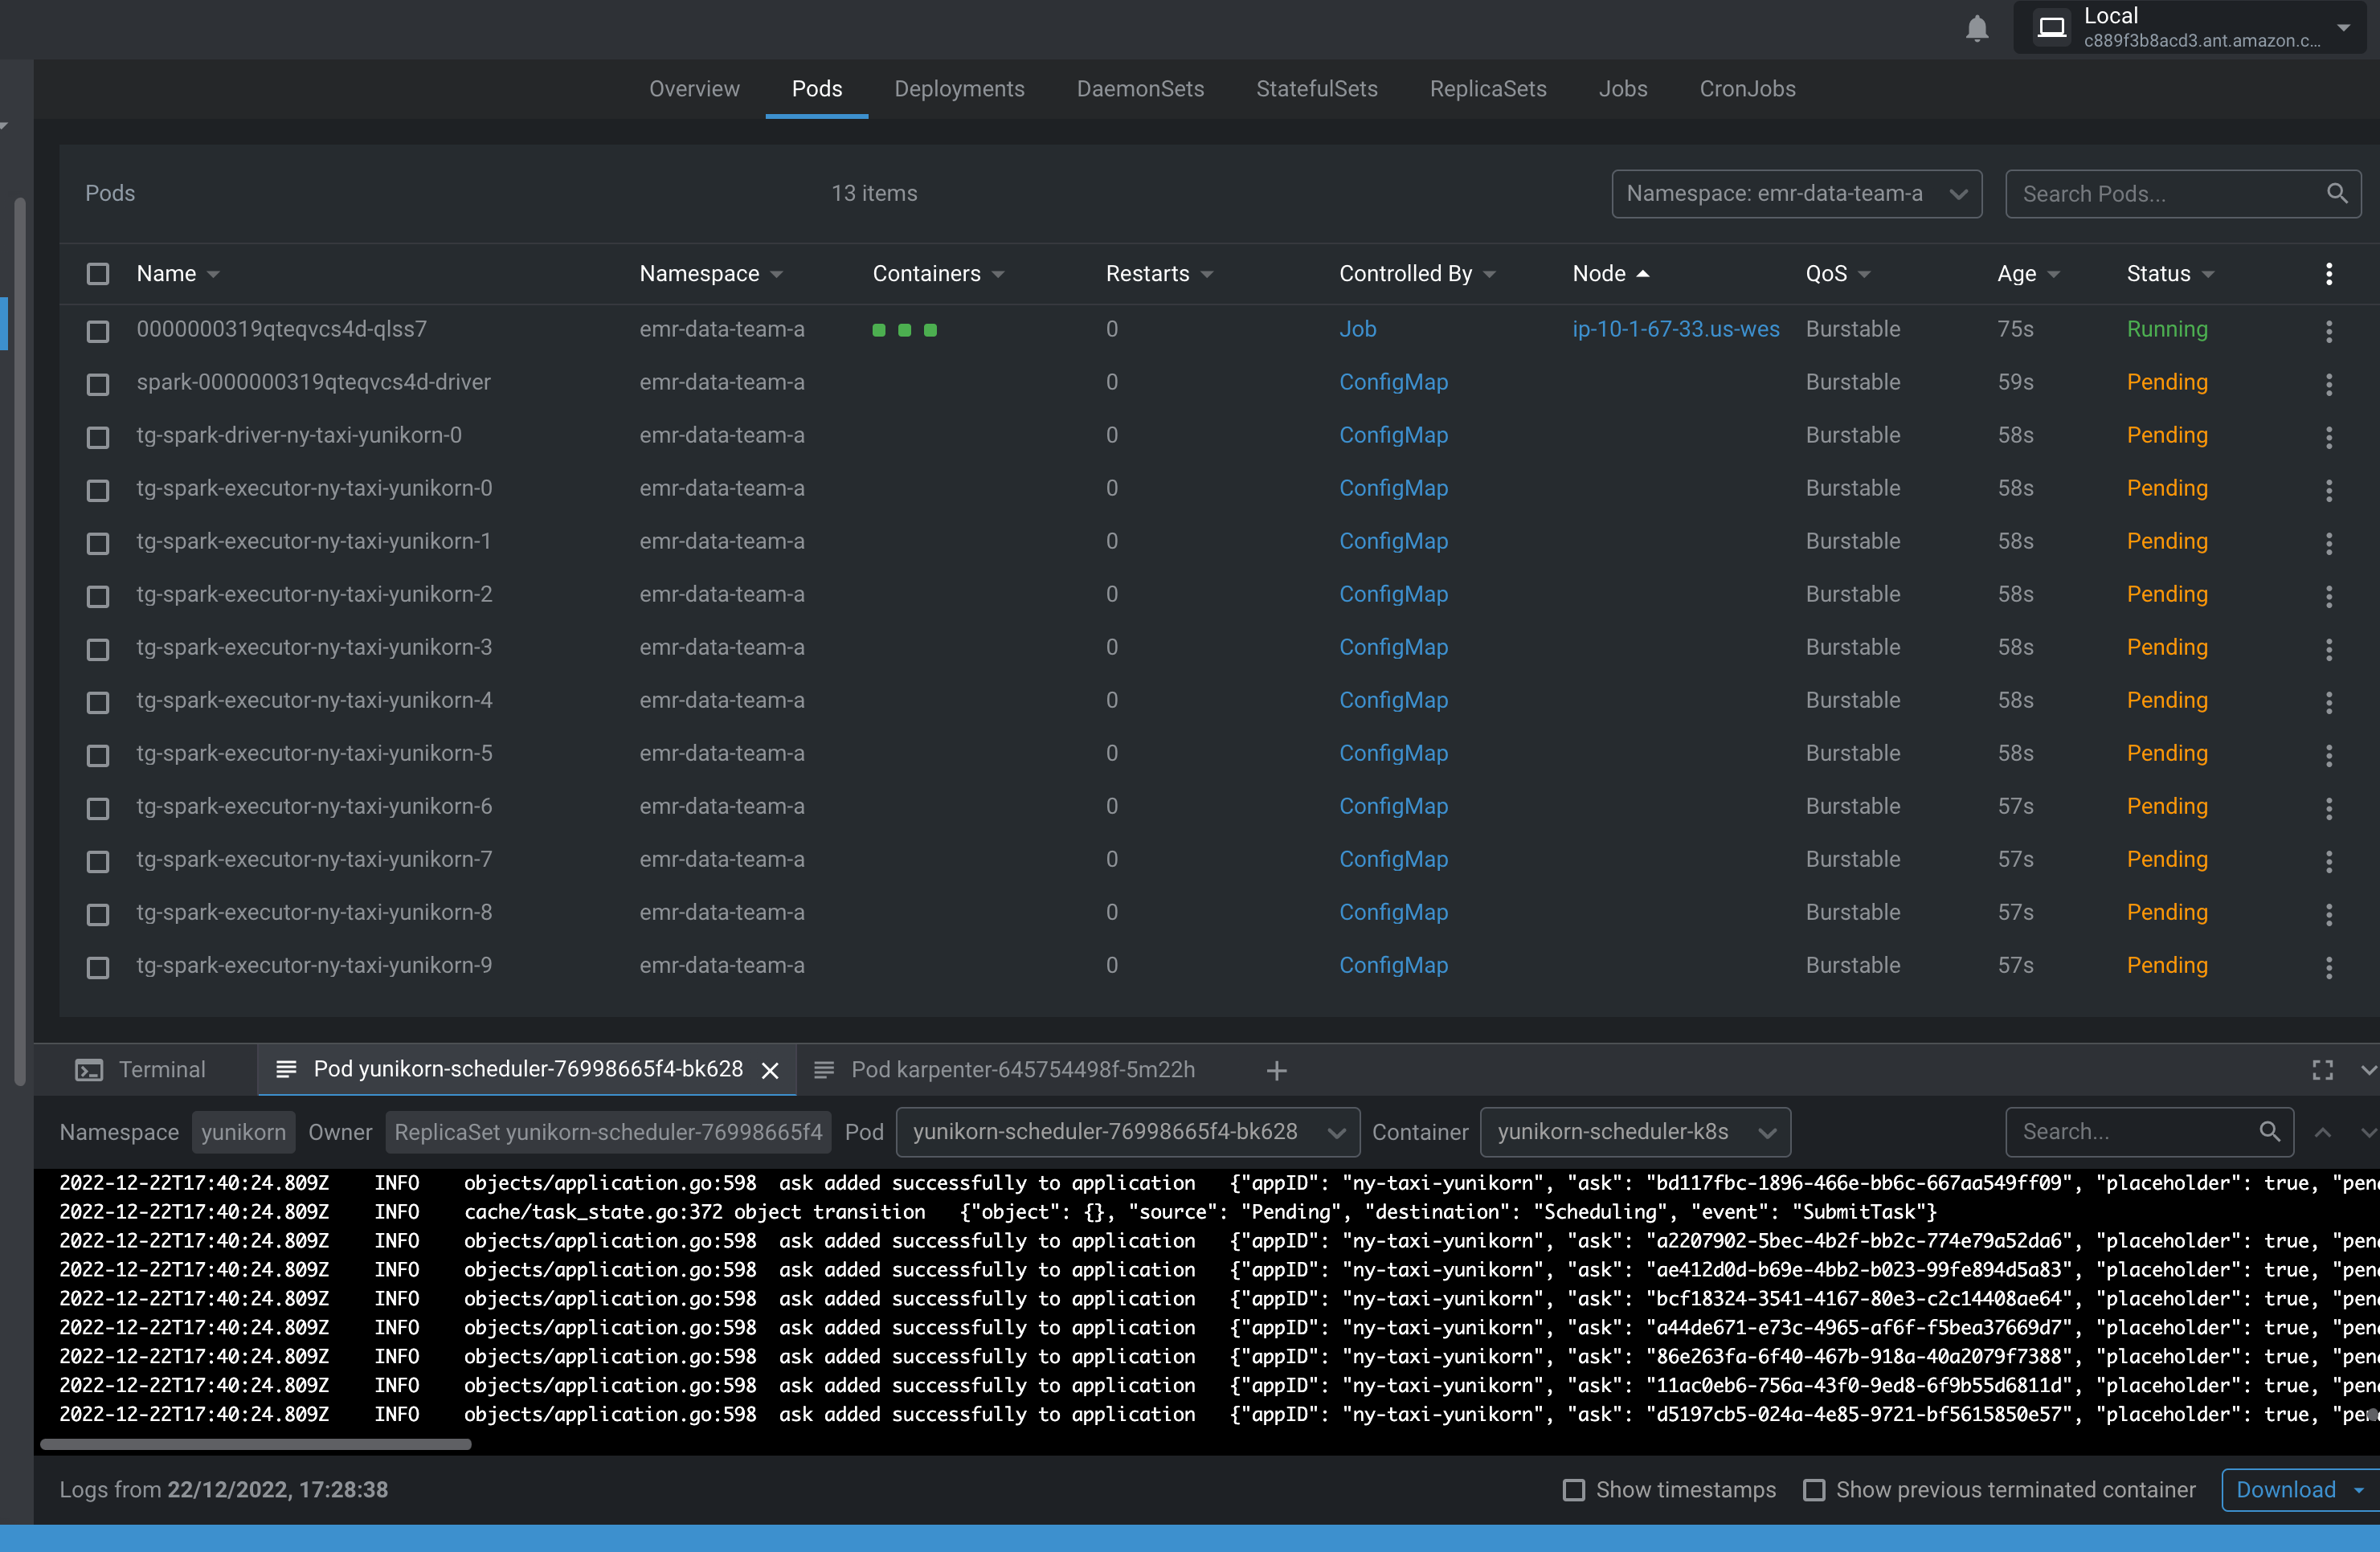 Local
c889f3b8acd3.ant.amazon.c...
Overview Pods Deployments DaemonSets StatefulSets ReplicaSets Jobs CronJobs
Pods 13 items Namespace: emr-data-team-a Search Pods...
Name Namespace Containers Restarts Controlled By Node QoS Age Status
0000000319qteqvcs4d-qlss7 emr-data-team-a 0 Job ip-10-1-67-33.us-wes Burstable 75s Running
spark-0000000319qteqvcs4d-driver emr-data-team-a 0 ConfigMap Burstable 59s Pending
tg-spark-driver-ny-taxi-yunikorn-0 emr-data-team-a 0 ConfigMap Burstable 58s Pending
tg-spark-executor-ny-taxi-yunikorn-0 emr-data-team-a 0 ConfigMap Burstable 58s Pending
tg-spark-executor-ny-taxi-yunikorn-1 emr-data-team-a 0 ConfigMap Burstable 58s Pending
tg-spark-executor-ny-taxi-yunikorn-2 emr-data-team-a 0 ConfigMap Burstable 58s Pending
tg-spark-executor-ny-taxi-yunikorn-3 emr-data-team-a 0 ConfigMap Burstable 58s Pending
tg-spark-executor-ny-taxi-yunikorn-4 emr-data-team-a 0 ConfigMap Burstable 58s Pending
tg-spark-executor-ny-taxi-yunikorn-5 emr-data-team-a 0 ConfigMap Burstable 58s Pending
tg-spark-executor-ny-taxi-yunikorn-6 emr-data-team-a 0 ConfigMap Burstable 57s Pending
tg-spark-executor-ny-taxi-yunikorn-7 emr-data-team-a 0 ConfigMap Burstable 57s Pending
tg-spark-executor-ny-taxi-yunikorn-8 emr-data-team-a 0 ConfigMap Burstable 57s Pending
tg-spark-executor-ny-taxi-yunikorn-9 emr-data-team-a 0 ConfigMap Burstable 57s Pending
Terminal Pod yunikorn-scheduler-76998665f4-bk628 Pod karpenter-645754498f-5m22h
Namespace yunikorn Owner ReplicaSet yunikorn-scheduler-76998665f4 Pod yunikorn-scheduler-76998665f4-bk628 Container yunikorn-scheduler-k8s Search...
2022-12-22T17:40:24.809Z INFO objects/application.go:598 ask added successfully to application {"appID": "ny-taxi-yunikorn", "ask": "bd117fbc-1896-466e-bb6c-667aa549ff09", "placeholder": true, "pen
2022-12-22T17:40:24.809Z INFO cache/task_state.go:372 object transition {"object": {}, "source": "Pending", "destination": "Scheduling", "event": "SubmitTask"}
2022-12-22T17:40:24.809Z INFO objects/application.go:598 ask added successfully to application {"appID": "ny-taxi-yunikorn", "ask": "a2207902-5bec-4b2f-bb2c-774e79a52da6", "placeholder": true, "pen
2022-12-22T17:40:24.809Z INFO objects/application.go:598 ask added successfully to application {"appID": "ny-taxi-yunikorn", "ask": "ae412d0d-b69e-4bb2-b023-99fe894d5a83", "placeholder": true, "pen
2022-12-22T17:40:24.809Z INFO objects/application.go:598 ask added successfully to application {"appID": "ny-taxi-yunikorn", "ask": "bcf18324-3541-4167-80e3-c2c14408ae64", "placeholder": true, "pen
2022-12-22T17:40:24.809Z INFO objects/application.go:598 ask added successfully to application {"appID": "ny-taxi-yunikorn", "ask": "a44de671-e73c-4965-af6f-f5bea37669d7", "placeholder": true, "pen
2022-12-22T17:40:24.809Z INFO objects/application.go:598 ask added successfully to application {"appID": "ny-taxi-yunikorn", "ask": "86e263fa-6f40-467b-918a-40a2079f7388", "placeholder": true, "pen
2022-12-22T17:40:24.809Z INFO objects/application.go:598 ask added successfully to application {"appID": "ny-taxi-yunikorn", "ask": "11ac0eb6-756a-43f0-9ed8-6f9b55d6811d", "placeholder": true, "pen
2022-12-22T17:40:24.809Z INFO objects/application.go:598 ask added successfully to application {"appID": "ny-taxi-yunikorn", "ask": "d5197cb5-024a-4e85-9721-bf5615850e57", "placeholder": true, "pen
Logs from 22/12/2022, 17:28:38 Show timestamps Show previous terminated container Download